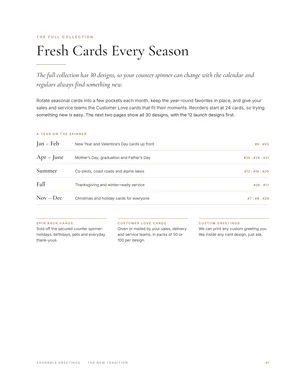 THE FULL COLLECTION
Fresh Cards Every Season
The full collection has 30 designs, so your counter spinner can change with the calendar and
regulars always find something new.
Rotate seasonal cards into a few pockets each month, keep the year-round favorites in place, and give your
sales and service teams the Customer Love cards that fit their moments. Reorders start at 24 cards, so trying
something new. The next two pages show all 30 designs, with the 12 launch designs first.
A YEAR ON THE SPINNER
Jan – Feb New Year and Valentine's Day cards up front
Apr – June Mother's Day, graduation and Father's Day
Summer Co-pilots, coast roads and alpine views
Fall Thanksgiving and winter-ready service
Nov – Dec Christmas and holiday cards for everyone
SPIN RACK CARDS
Sold off the secured counter spinner:
holidays, birthdays, pets and everyday
thank-yous.
CUSTOMER LOVE CARDS
Given or mailed by your sales, delivery
and service teams, in packs of 50 or
100 per design.
CUSTOM GREETINGS
We can print any custom greeting you
We inside any card design, just ask.
GREETINGS THE NEW TRADITION